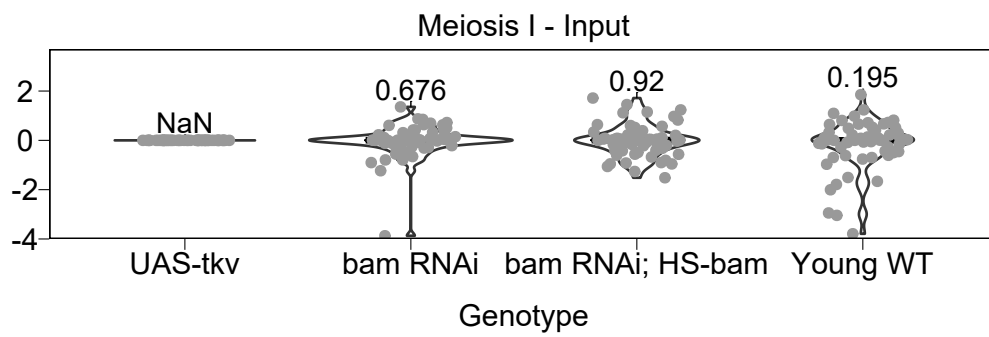 Meiosis I - Input
2
0
-2
-4
NaN
0.676
0.92
0.195
UAS-tkv
bam RNAi
bam RNAi; HS-bam
Young WT
Genotype